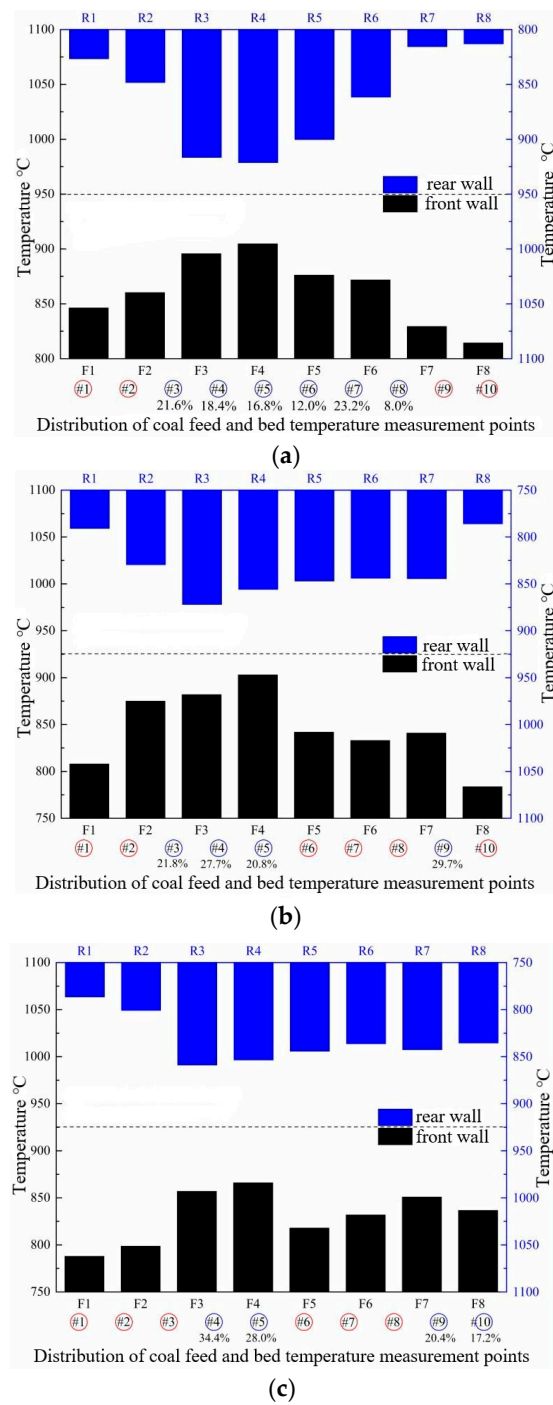 R1 R2 R3 R4 R5 R6 R7 R8
1100 800
1050 850
1000 900
950 950
900 1000
850 1050
800 1100
Temperature °C
Temperature °C
rear wall
front wall
F1 F2 F3 F4 F5 F6 F7 F8
#1 #2 #3 #4 #5 #6 #7 #8 #9 #10
21.6% 18.4% 16.8% 12.0% 23.2% 8.0%
Distribution of coal feed and bed temperature measurement points
(a)
R1 R2 R3 R4 R5 R6 R7 R8
1100 750
1050 800
1000 850
950 900
900 950
850 1000
800 1050
750 1100
Temperature °C
Temperature °C
rear wall
front wall
F1 F2 F3 F4 F5 F6 F7 F8
#1 #2 #3 #4 #5 #6 #7 #8 #9 #10
21.8% 27.7% 20.8% 29.7%
Distribution of coal feed and bed temperature measurement points
(b)
R1 R2 R3 R4 R5 R6 R7 R8
1100 750
1050 800
1000 850
950 900
900 950
850 1000
800 1050
750 1100
Temperature °C
Temperature °C
rear wall
front wall
F1 F2 F3 F4 F5 F6 F7 F8
#1 #2 #3 #4 #5 #6 #7 #8 #9 #10
34.4% 28.0% 20.4% 17.2%
Distribution of coal feed and bed temperature measurement points
(c)